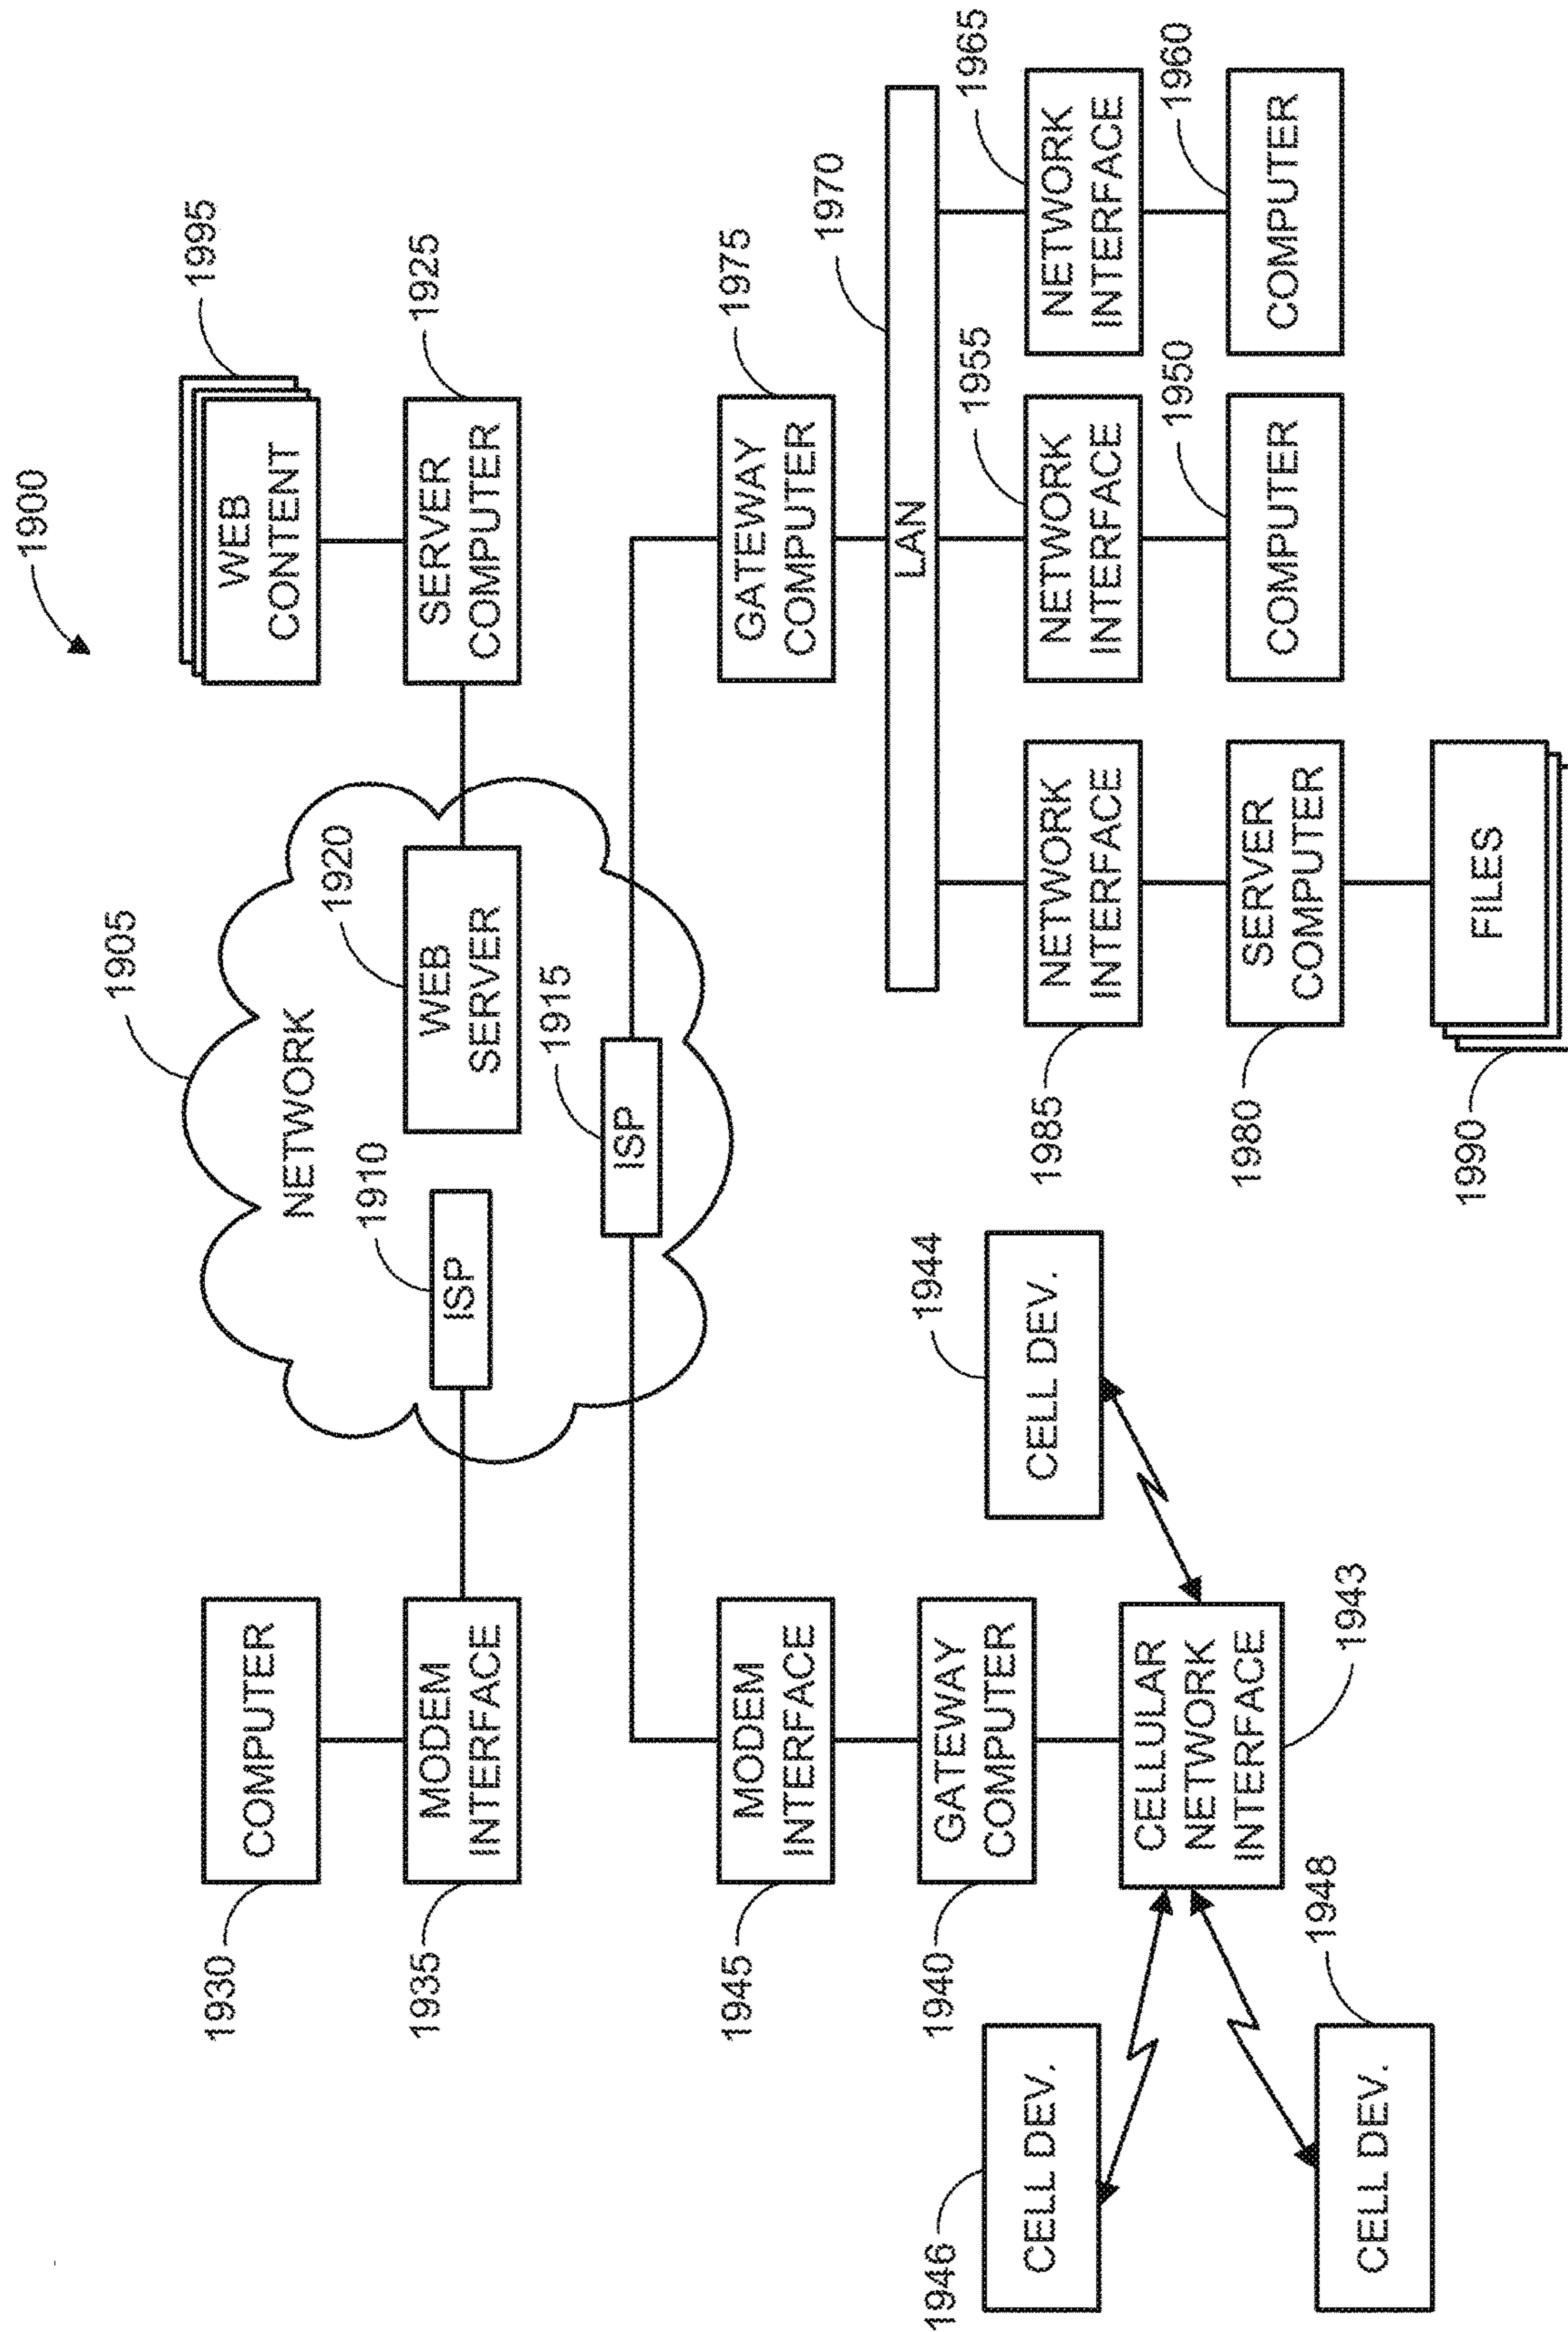 1900
1905
NETWORK
COMPUTER
1930
MODEM
INTERFACE
1935
ISP
1910
WEB
SERVER
1920
ISP
1915
WEB
CONTENT
1995
SERVER
COMPUTER
1925
MODEM
INTERFACE
1945
GATEWAY
COMPUTER
1940
CELLULAR
NETWORK
INTERFACE
1943
CELL DEV.
1944
CELL DEV.
1946
CELL DEV.
1948
GATEWAY
COMPUTER
1975
LAN
1970
NETWORK
INTERFACE
1985
NETWORK
INTERFACE
1955
NETWORK
INTERFACE
1965
SERVER
COMPUTER
1980
COMPUTER
1950
COMPUTER
1960
FILES
1990